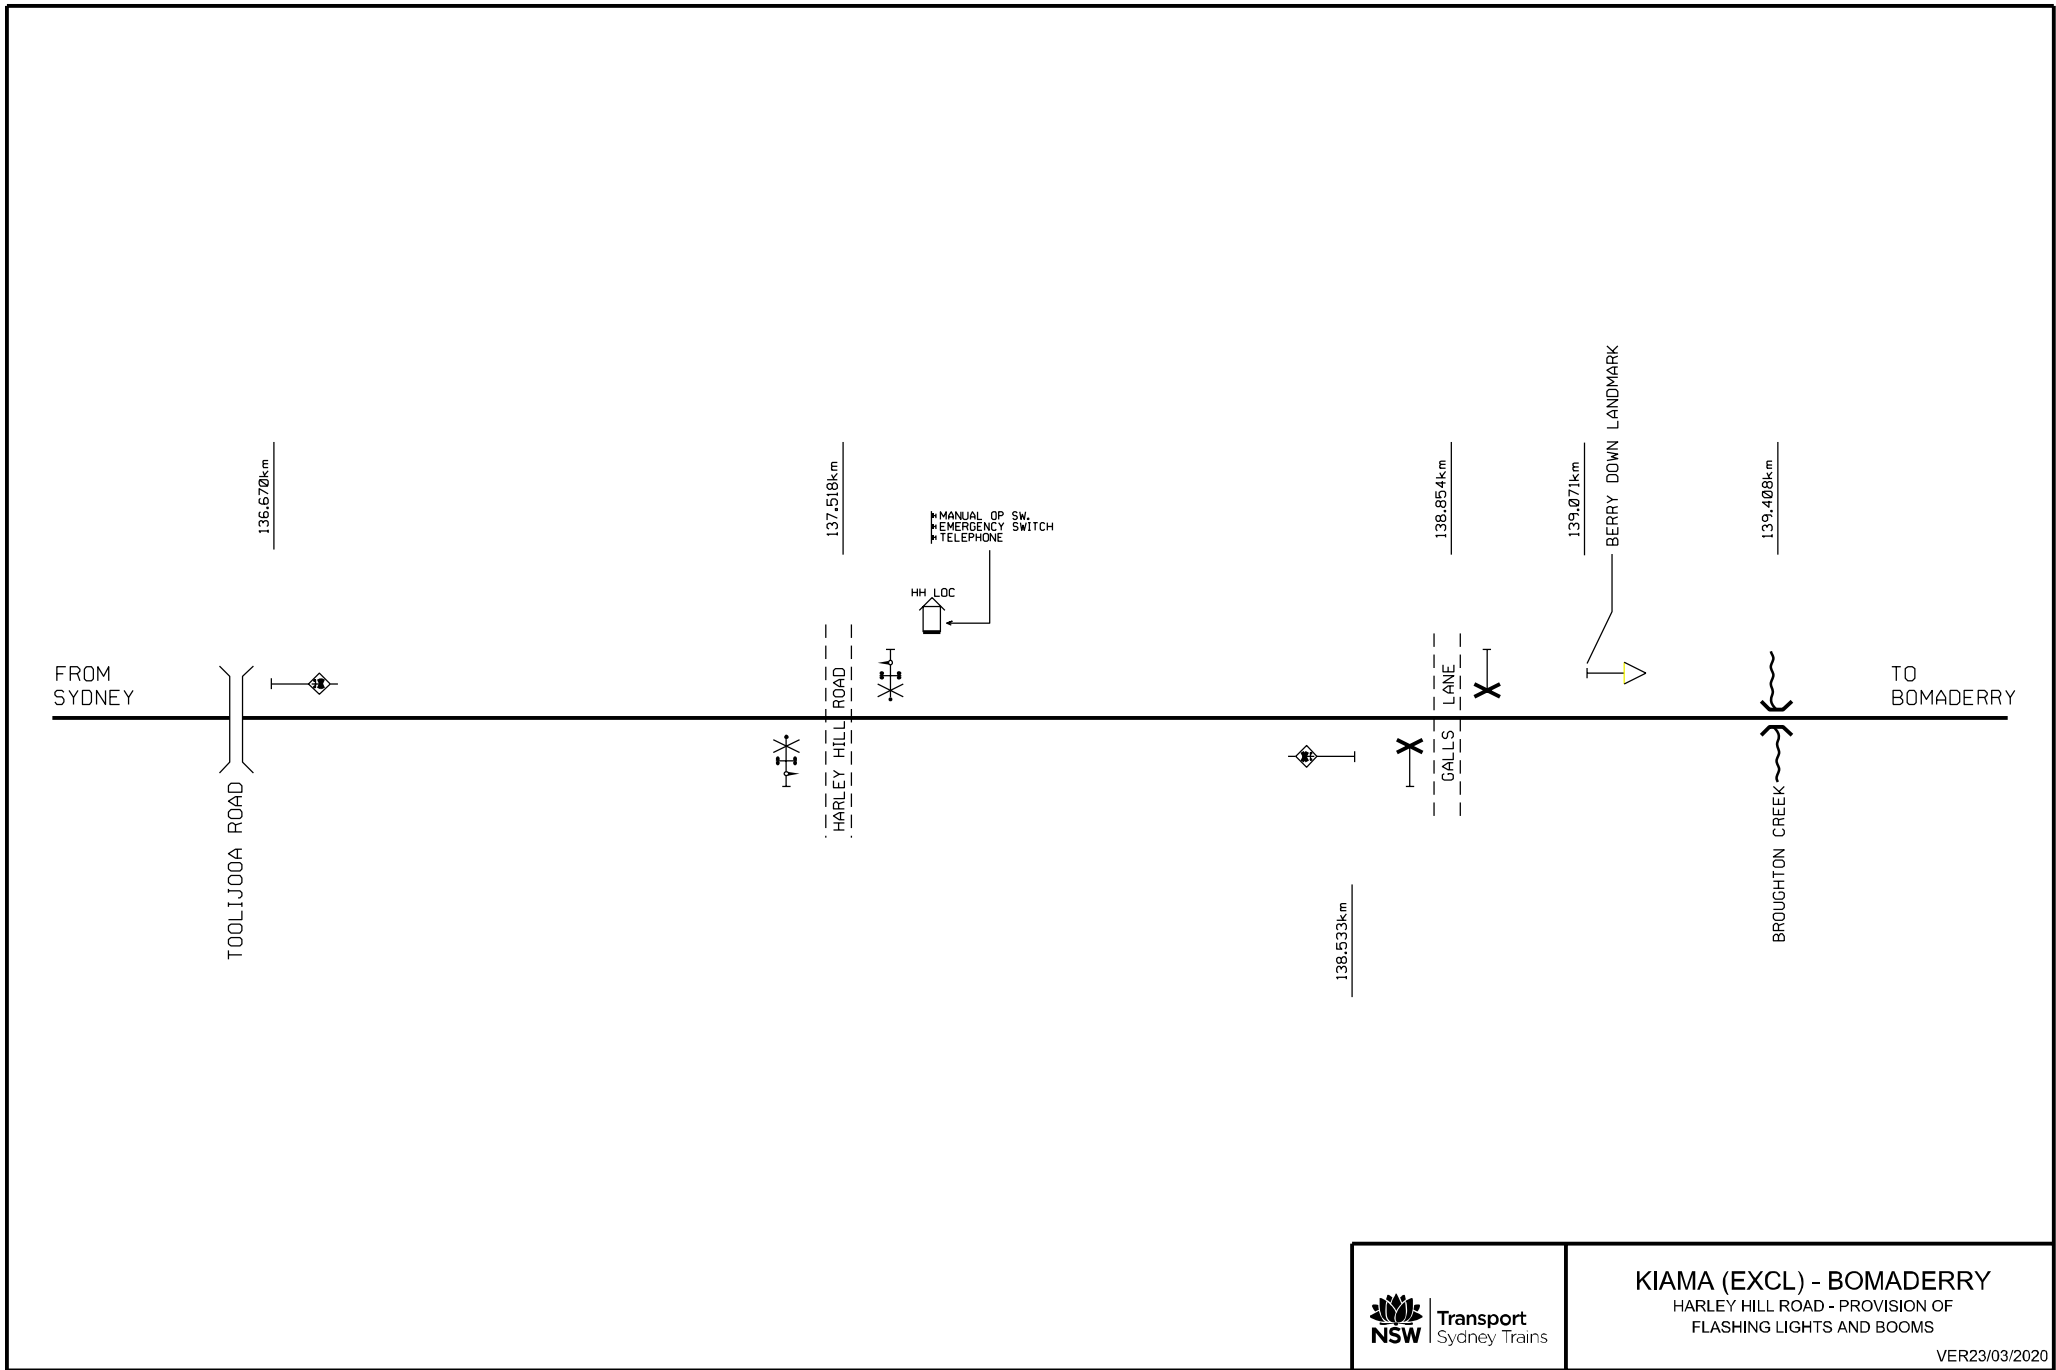 BERRY DOWN LANDMARK
136.670km
137.518km
138.854km
139.071km
139.408km
MANUAL OP SW.
EMERGENCY SWITCH
TELEPHONE
HH LOC
FROM
SYDNEY
TO
BOMADERRY
TOOLIJOOA ROAD
HARLEY HILL ROAD
GALLS LANE
BROUGHTON CREEK
138.533km
NSW
Transport
Sydney Trains
KIAMA (EXCL) - BOMADERRY
HARLEY HILL ROAD - PROVISION OF
FLASHING LIGHTS AND BOOMS
VER23/03/2020